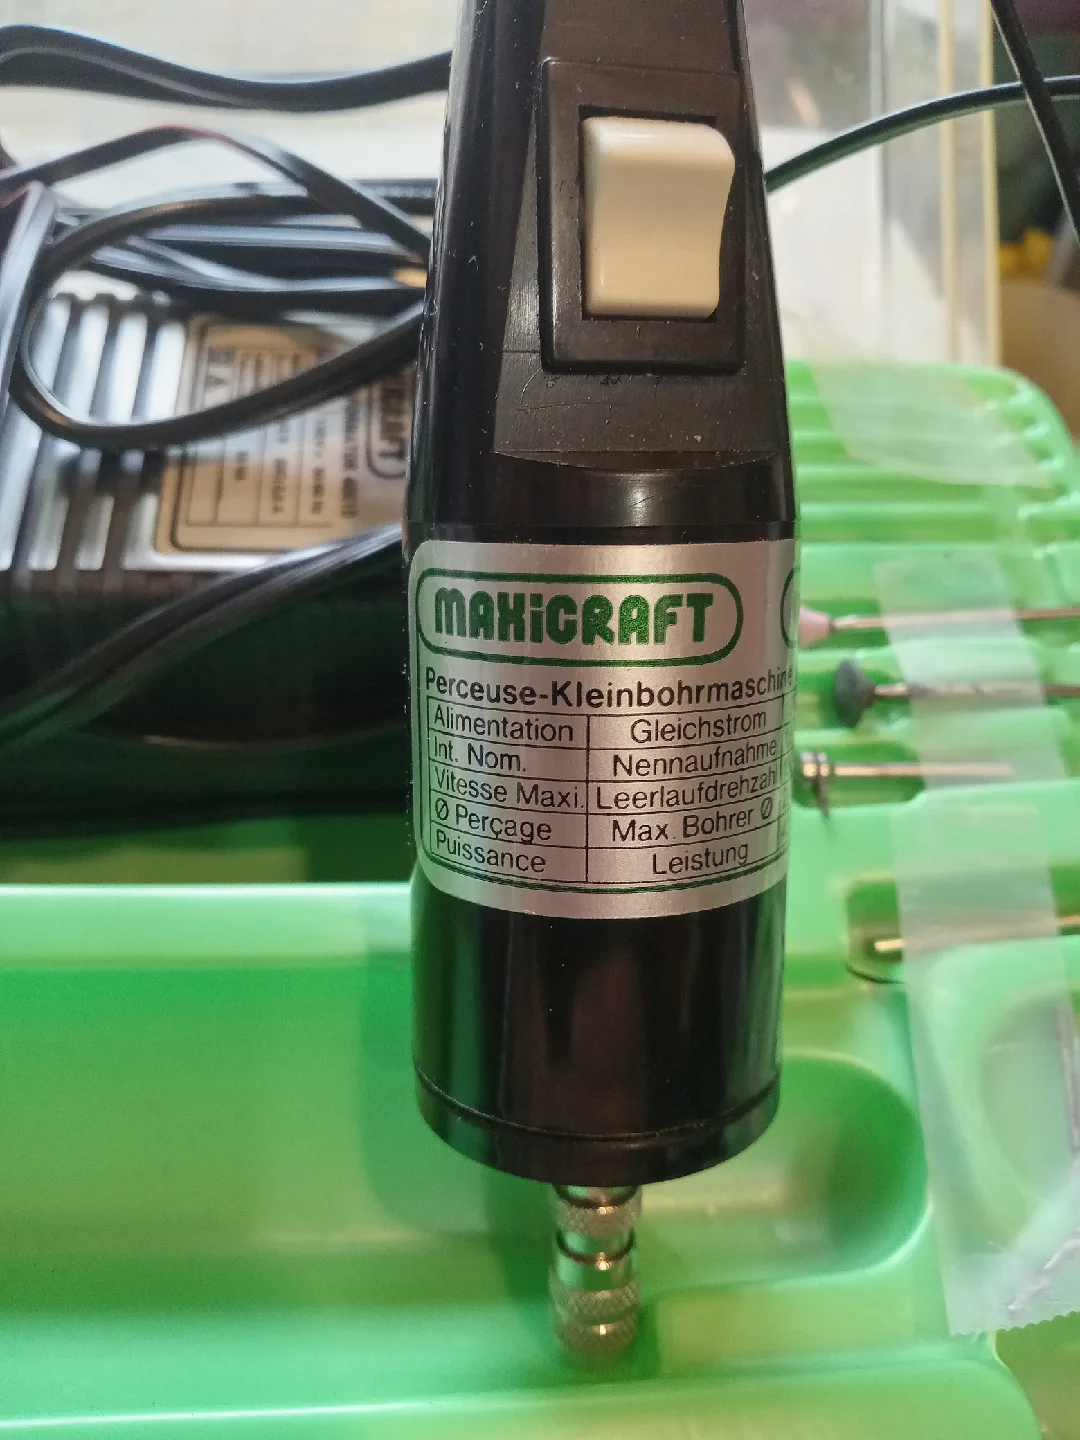 MAXiCRAFT
Perceuse-Kleinbohrmaschine
Alimentation Gleichstrom
Int. Nom. Nennaufnahme
Vitesse Maxi. Leerlaufdrehzahl
Ø Perçage Max. Bohrer Ø
Puissance Leistung